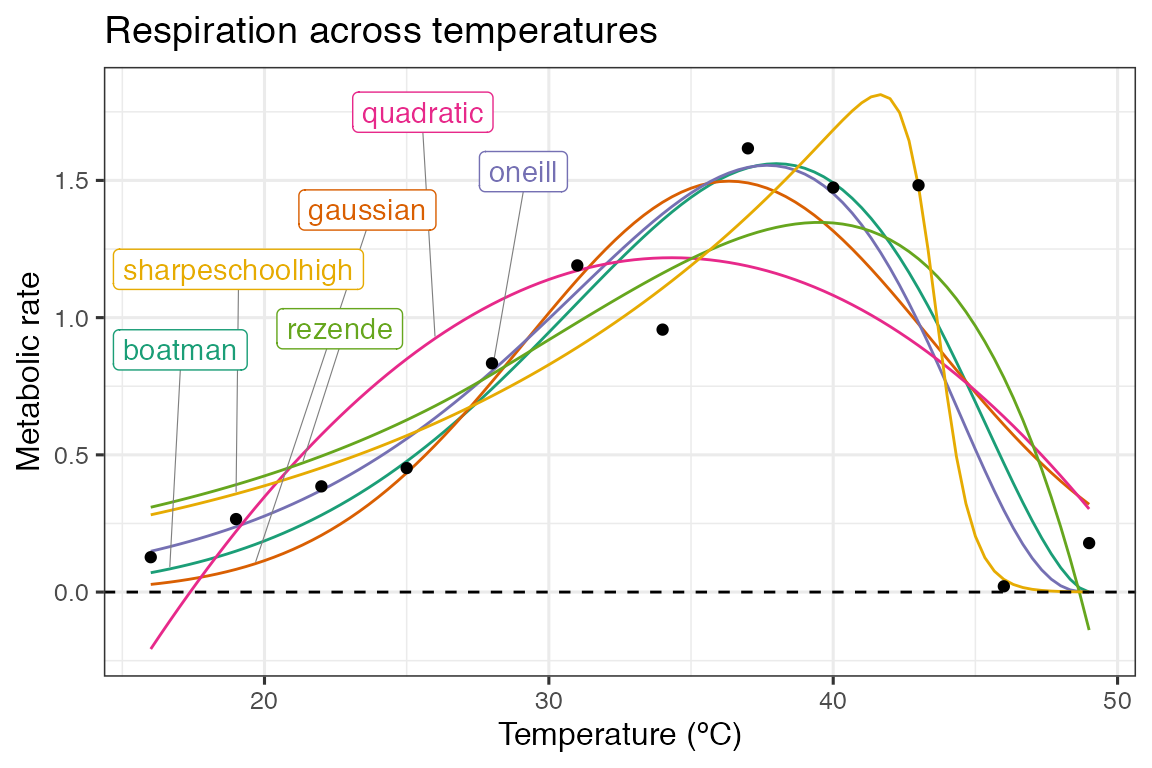 Respiration across temperatures
quadratic
oneill
gaussian
sharpeschoolhigh
rezende
boatman
Metabolic rate
1.5
1.0
0.5
0.0
20 30 40 50
Temperature (ºC)